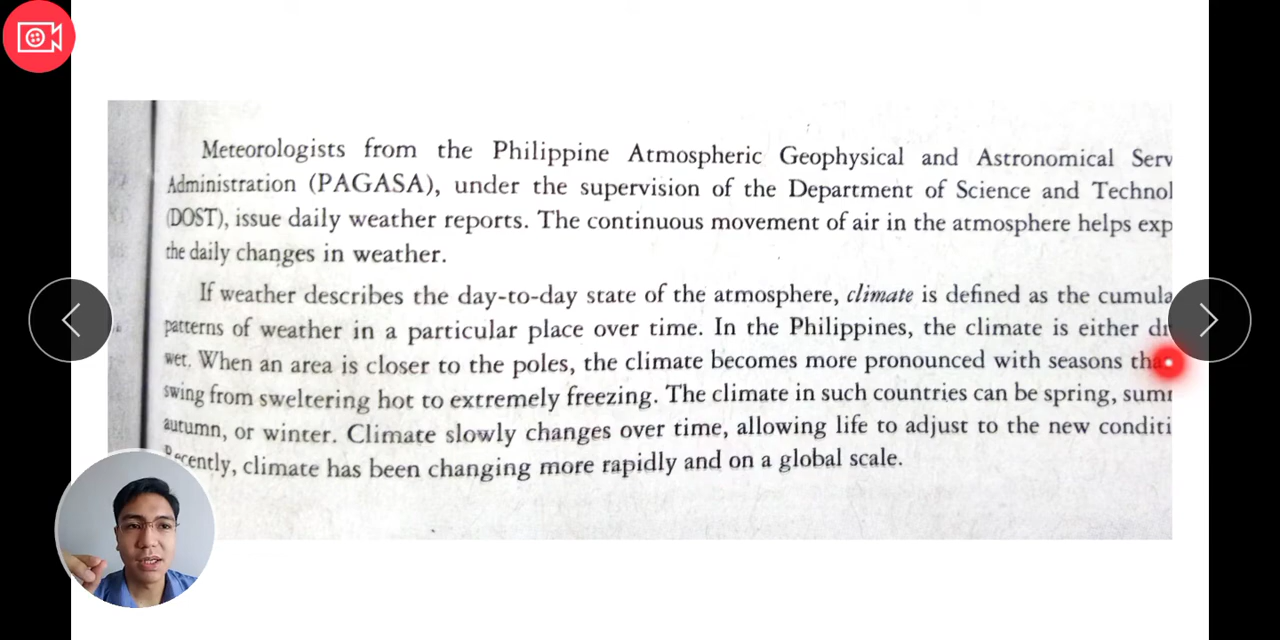 Meteorologists from the Philippine Atmospheric Geophysical and Astronomical Serv
Administration (PAGASA), under the supervision of the Department of Science and Technol
(DOST), issue daily weather reports. The continuous movement of air in the atmosphere helps exp
the daily changes in weather.
If weather describes the day-to-day state of the atmosphere, climate is defined as the cumula
patterns of weather in a particular place over time. In the Philippines, the climate is either
wet. When an area is closer to the poles, the climate becomes more pronounced with seasons
swing from sweltering hot to extremely freezing. The climate in such countries can be spring, sum
autumn, or winter. Climate slowly changes over time, allowing life to adjust to the new conditi
Recently, climate has been changing more rapidly and on a global scale.